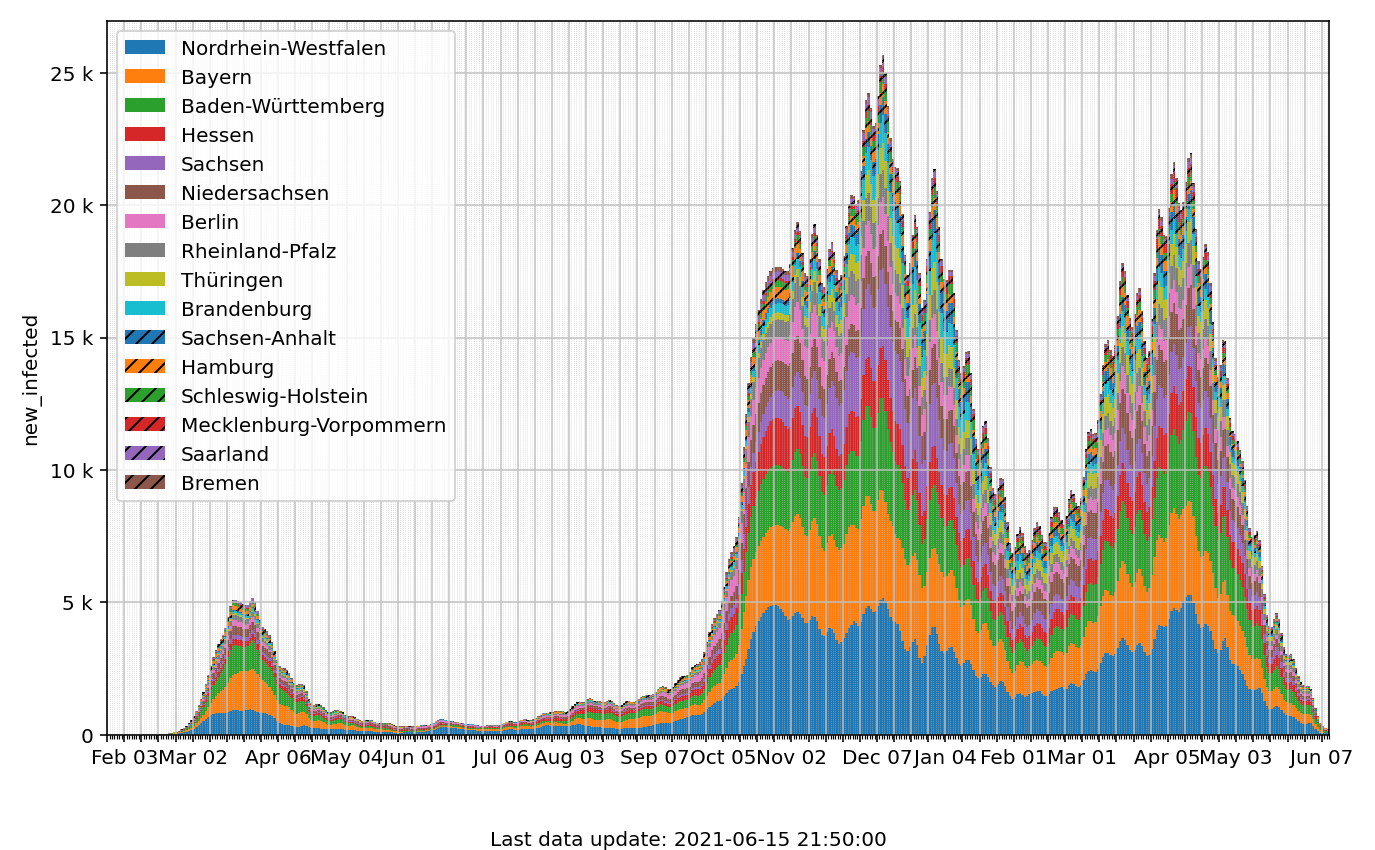 Nordrhein-Westfalen
Bayern
Baden-Württemberg
Hessen
Sachsen
Niedersachsen
Berlin
Rheinland-Pfalz
Thüringen
Brandenburg
Sachsen-Anhalt
Hamburg
Schleswig-Holstein
Mecklenburg-Vorpommern
Saarland
Bremen
25 k
20 k
15 k
10 k
5 k
0
new_infected
Feb 03 Mar 02 Apr 06 May 04 Jun 01 Jul 06 Aug 03 Sep 07 Oct 05 Nov 02 Dec 07 Jan 04 Feb 01 Mar 01 Apr 05 May 03 Jun 07
Last data update: 2021-06-15 21:50:00